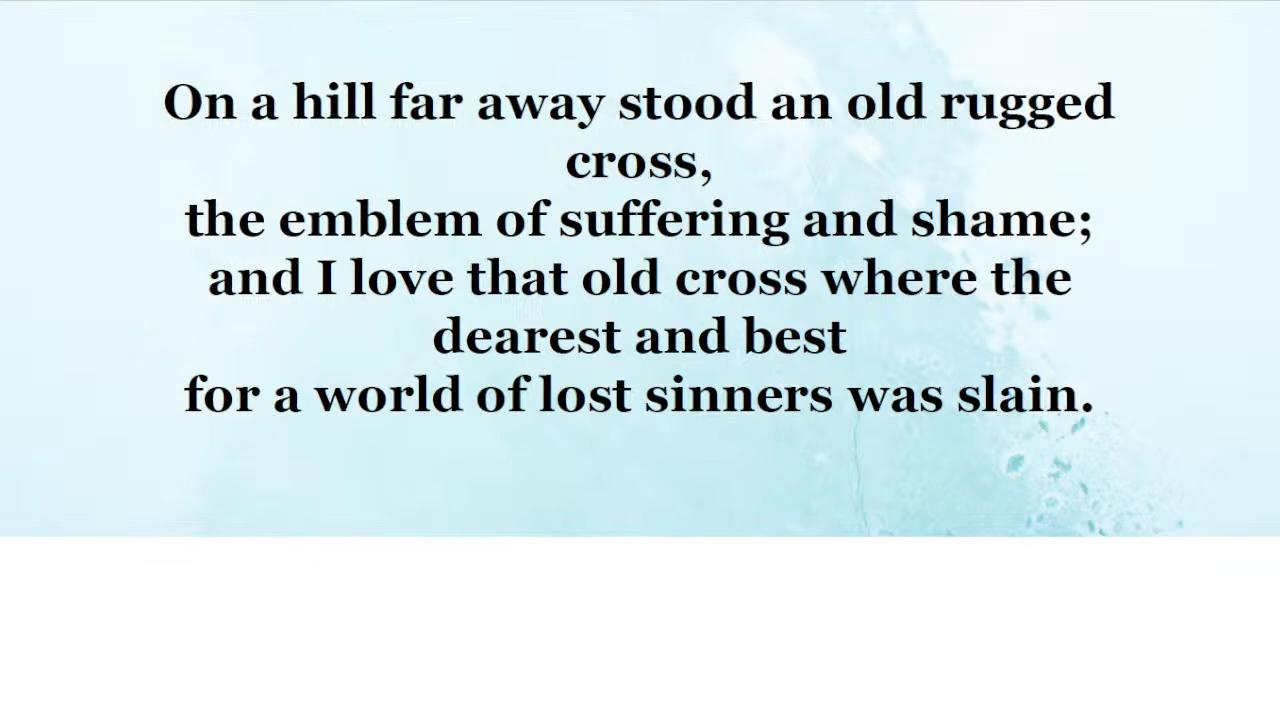 On a hill far away stood an old rugged
cross,
the emblem of suffering and shame;
and I love that old cross where the
dearest and best
for a world of lost sinners was slain.